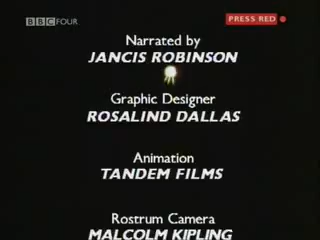 BBC FOUR
PRESS RED
Narrated by
JANCIS ROBINSON
Graphic Designer
ROSALIND DALLAS
Animation
TANDEM FILMS
Rostrum Camera
MALCOLM KIPLING